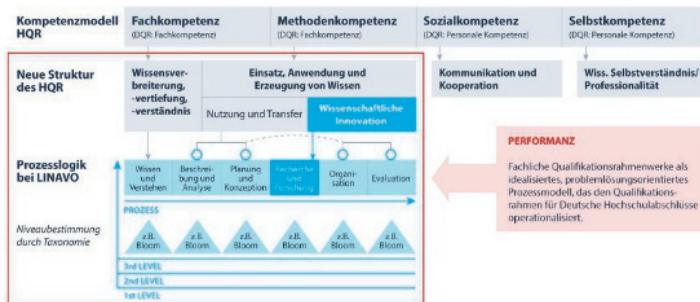 Kompetenzmodell
HQR
Fachkompetenz
(DQR: Fachkompetenz)
Methodenkompetenz
(DQR: Fachkompetenz)
Sozialkompetenz
(DQR: Personale Kompetenz)
Selbstkompetenz
(DQR: Personale Kompetenz)
Neue Struktur
des HQR
Wissensver-
breiterung,
-vertiefung,
-verständnis
Einsatz, Anwendung und
Erzeugung von Wissen
Nutzung und Transfer
Wissenschaftliche
Innovation
Kommunikation und
Kooperation
Wiss. Selbstverständnis/
Professionalität
Prozesslogik
bei LINAVO
Wissen
und
Verstehen
Beschrei-
bung und
Analyse
Planung
und
Konzeption
Recherche
und
Forschung
Organi-
sation
Evaluation
PROZESS
PERFORMANZ
Fachliche Qualifikationsrahmenwerke als
idealisiertes, problemlösungsorientiertes
Prozessmodell, das den Qualifikations-
rahmen für Deutsche Hochschulabschlüsse
operationalisiert.
Niveaubestimmung
durch Taxonomie
z.B.
Bloom
z.B.
Bloom
z.B.
Bloom
z.B.
Bloom
z.B.
Bloom
z.B.
Bloom
3rd LEVEL
2nd LEVEL
1st LEVEL